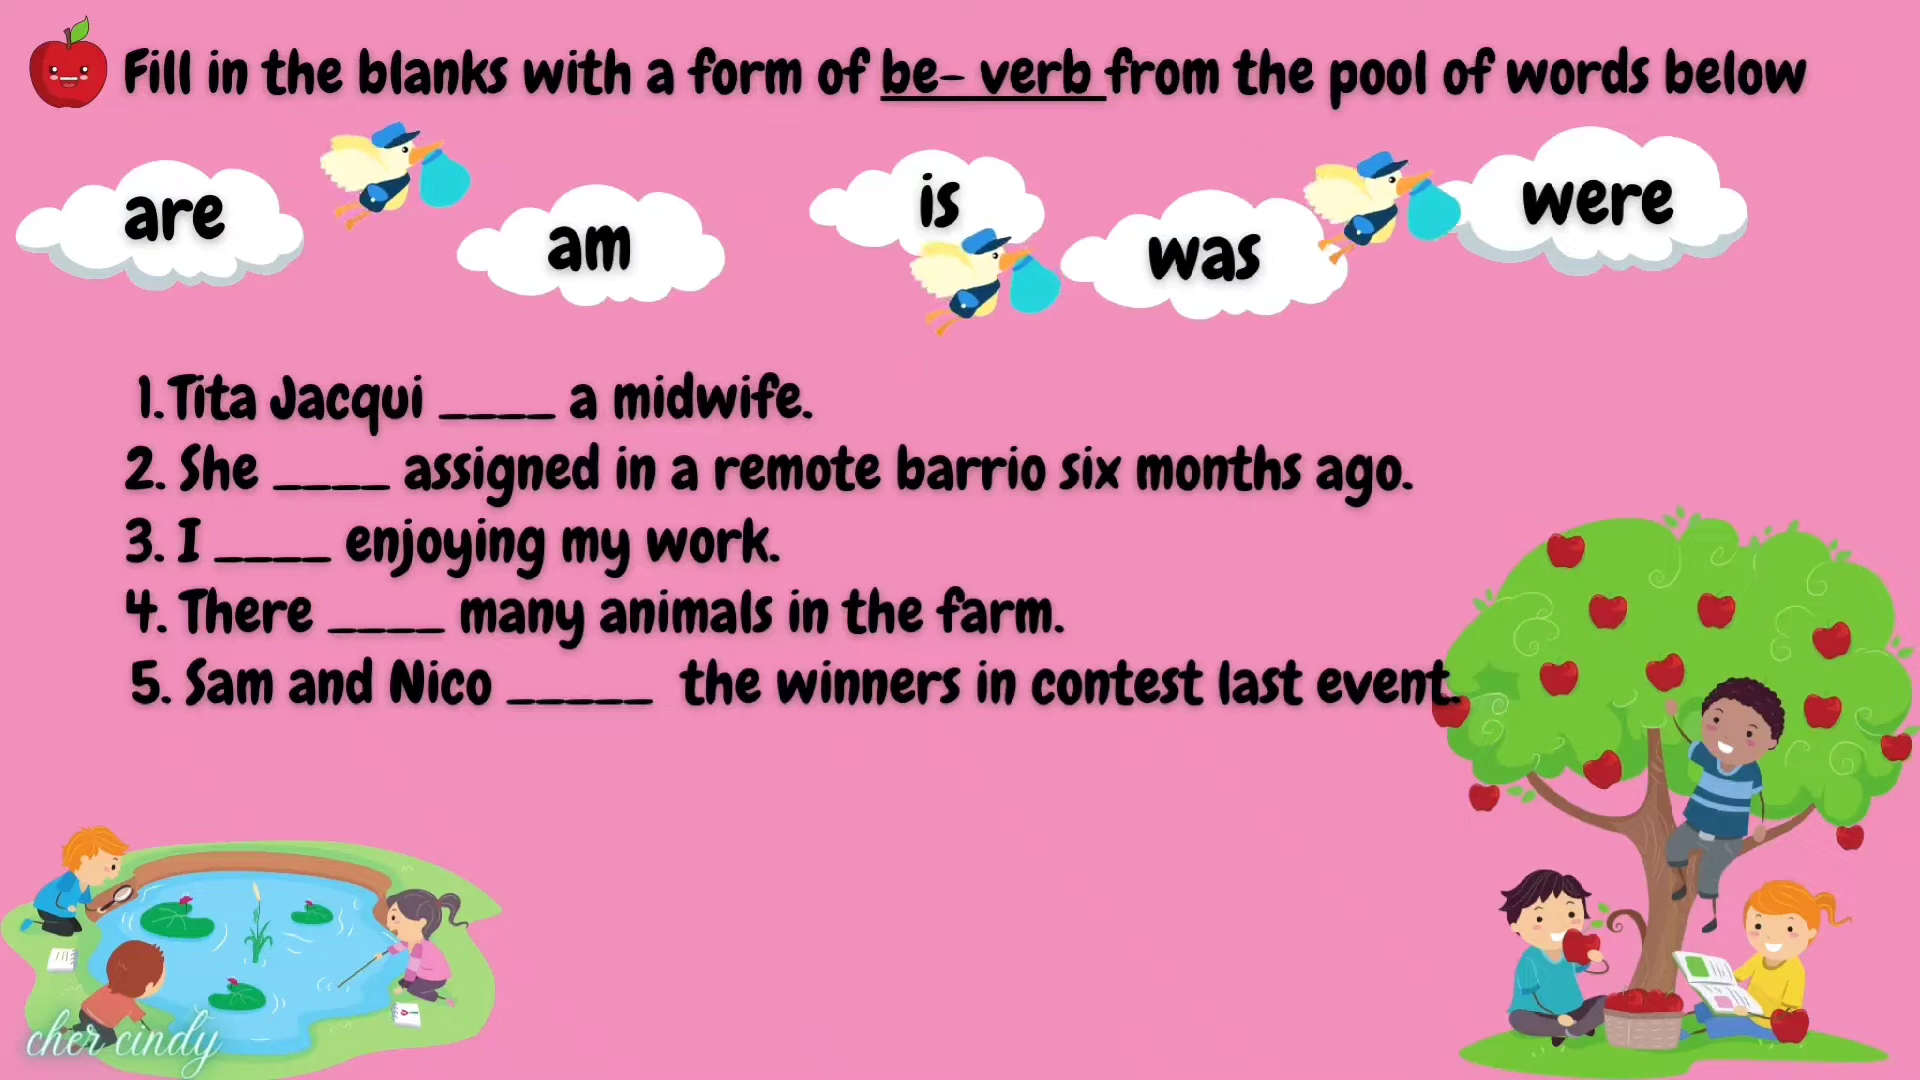 Fill in the blanks with a form of be- verb from the pool of words below
are
am
is
was
were
1. Tita Jacqui ____ a midwife.
2. She ____ assigned in a remote barrio six months ago.
3. I ____ enjoying my work.
4. There ____ many animals in the farm.
5. Sam and Nico _____ the winners in contest last event.
cher cindy